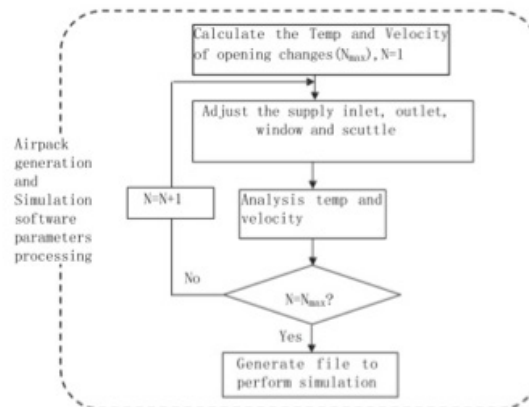 Calculate the Temp and Velocity
of opening changes(Nmax),N=1
Adjust the supply inlet, outlet,
window and scuttle
Airpack
generation
and
Simulation
software
parameters
processing
N=N+1
Analysis temp and
velocity
No
N=Nmax?
Yes
Generate file to
perform simulation